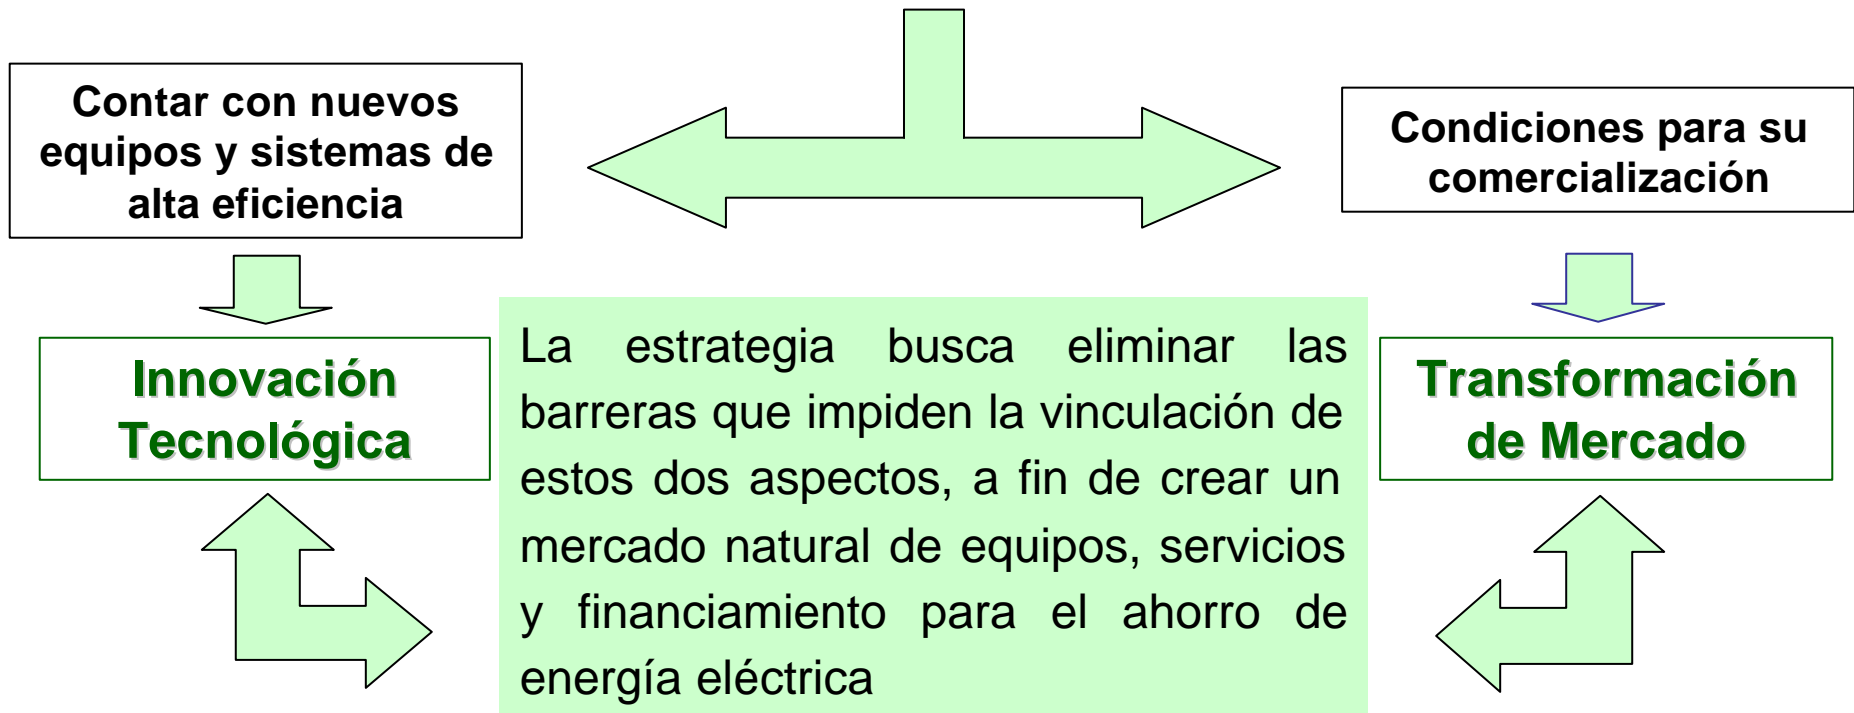 Contar con nuevos
equipos y sistemas de
alta eficiencia
Condiciones para su
comercialización
Innovación
Tecnológica
La estrategia busca eliminar las
barreras que impiden la vinculación de
estos dos aspectos, a fin de crear un
mercado natural de equipos, servicios
y financiamiento para el ahorro de
energía eléctrica
Transformación
de Mercado